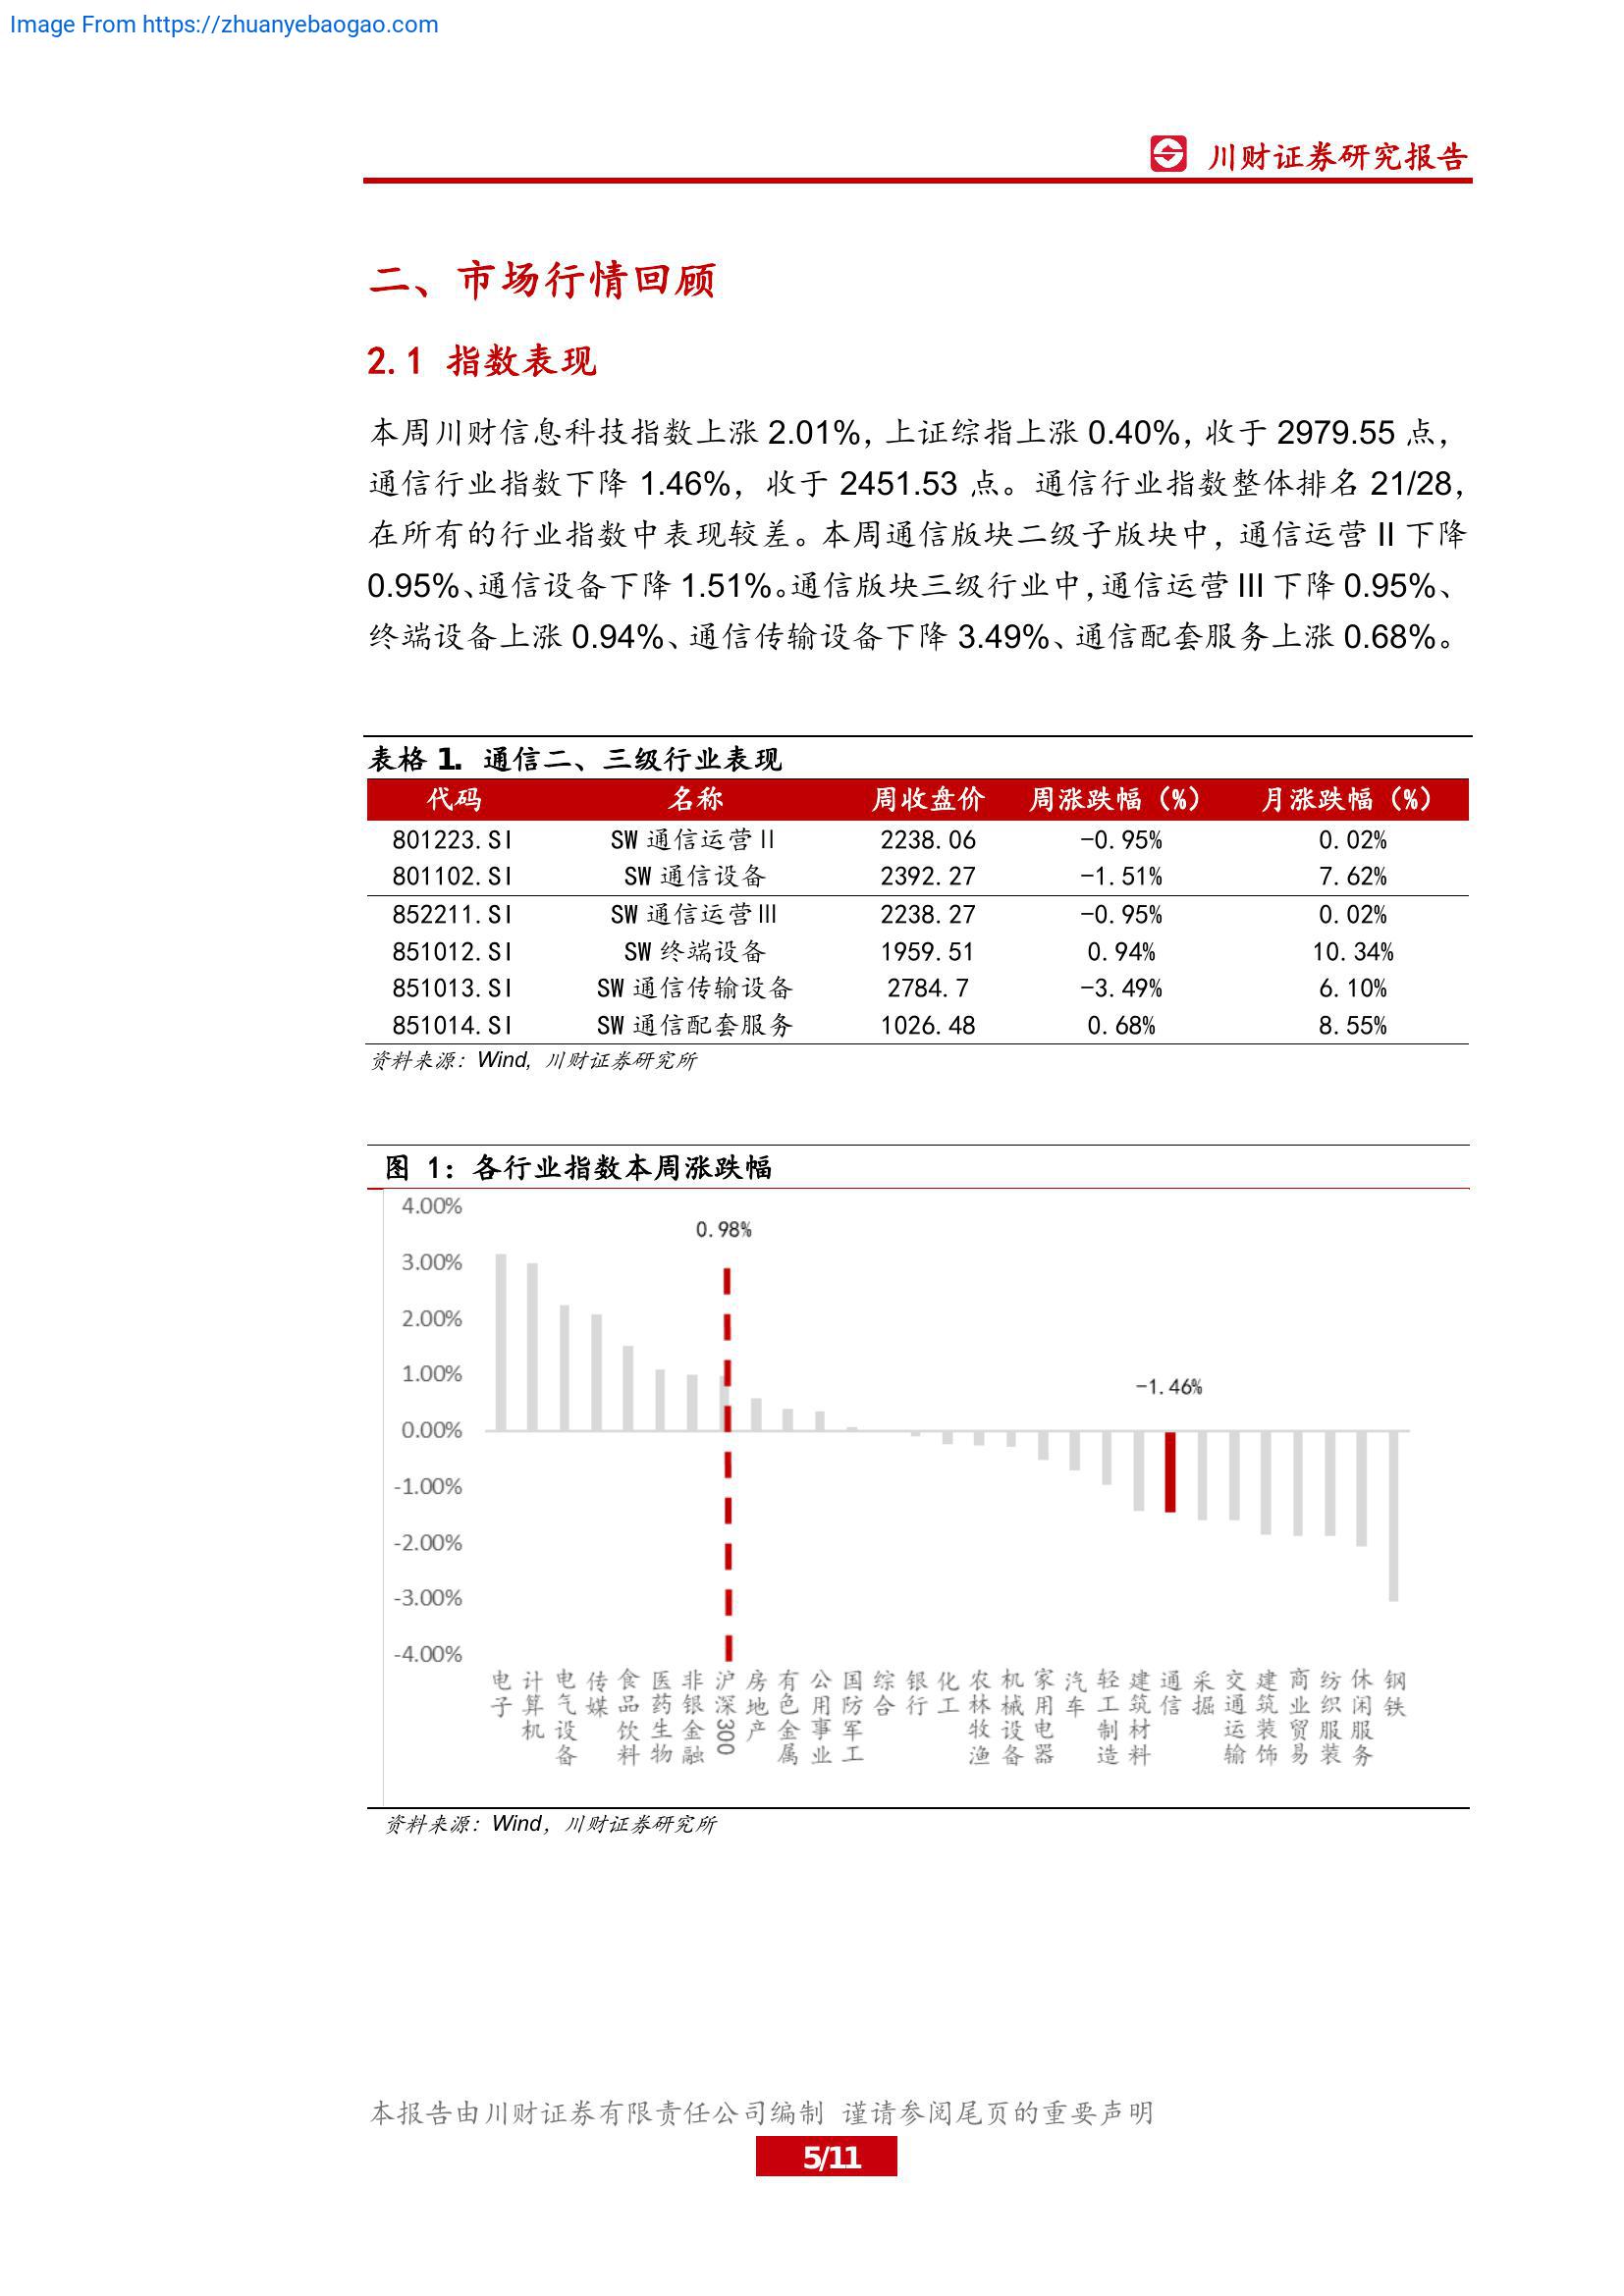 Image From https://zhuanyebaogao.com
川财证券研究报告
二、市场行情回顾
2.1 指数表现
本周川财信息科技指数上涨 2.01%，上证综指上涨 0.40%，收于 2979.55 点，
通信行业指数下降 1.46%，收于 2451.53 点。通信行业指数整体排名 21/28，
在所有的行业指数中表现较差。本周通信版块二级子版块中，通信运营 II 下降
0.95%、通信设备下降 1.51%。通信版块三级行业中，通信运营 III 下降 0.95%、
终端设备上涨 0.94%、通信传输设备下降 3.49%、通信配套服务上涨 0.68%。
表格 1. 通信二、三级行业表现
代码 名称 周收盘价 周涨跌幅（%） 月涨跌幅（%）
801223.SI SW 通信运营Ⅱ 2238.06 -0.95% 0.02%
801102.SI SW 通信设备 2392.27 -1.51% 7.62%
852211.SI SW 通信运营Ⅲ 2238.27 -0.95% 0.02%
851012.SI SW 终端设备 1959.51 0.94% 10.34%
851013.SI SW 通信传输设备 2784.7 -3.49% 6.10%
851014.SI SW 通信配套服务 1026.48 0.68% 8.55%
资料来源：Wind, 川财证券研究所
图 1：各行业指数本周涨跌幅
4.00%
0.98%
3.00%
2.00%
1.00%
-1.46%
0.00%
-1.00%
-2.00%
-3.00%
-4.00%
电子
计算机
电气设备
传媒
食品饮料
医药生物
非银金融
沪深300
房地产
有色金属
公用事业
国防军工
综合
银行
化工
农林牧渔
机械设备
家用电器
汽车
轻工制造
建筑材料
通信
采掘
交通运输
建筑装饰
商业贸易
纺织服装
休闲服务
钢铁
资料来源：Wind，川财证券研究所
本报告由川财证券有限责任公司编制 谨请参阅尾页的重要声明
5/11